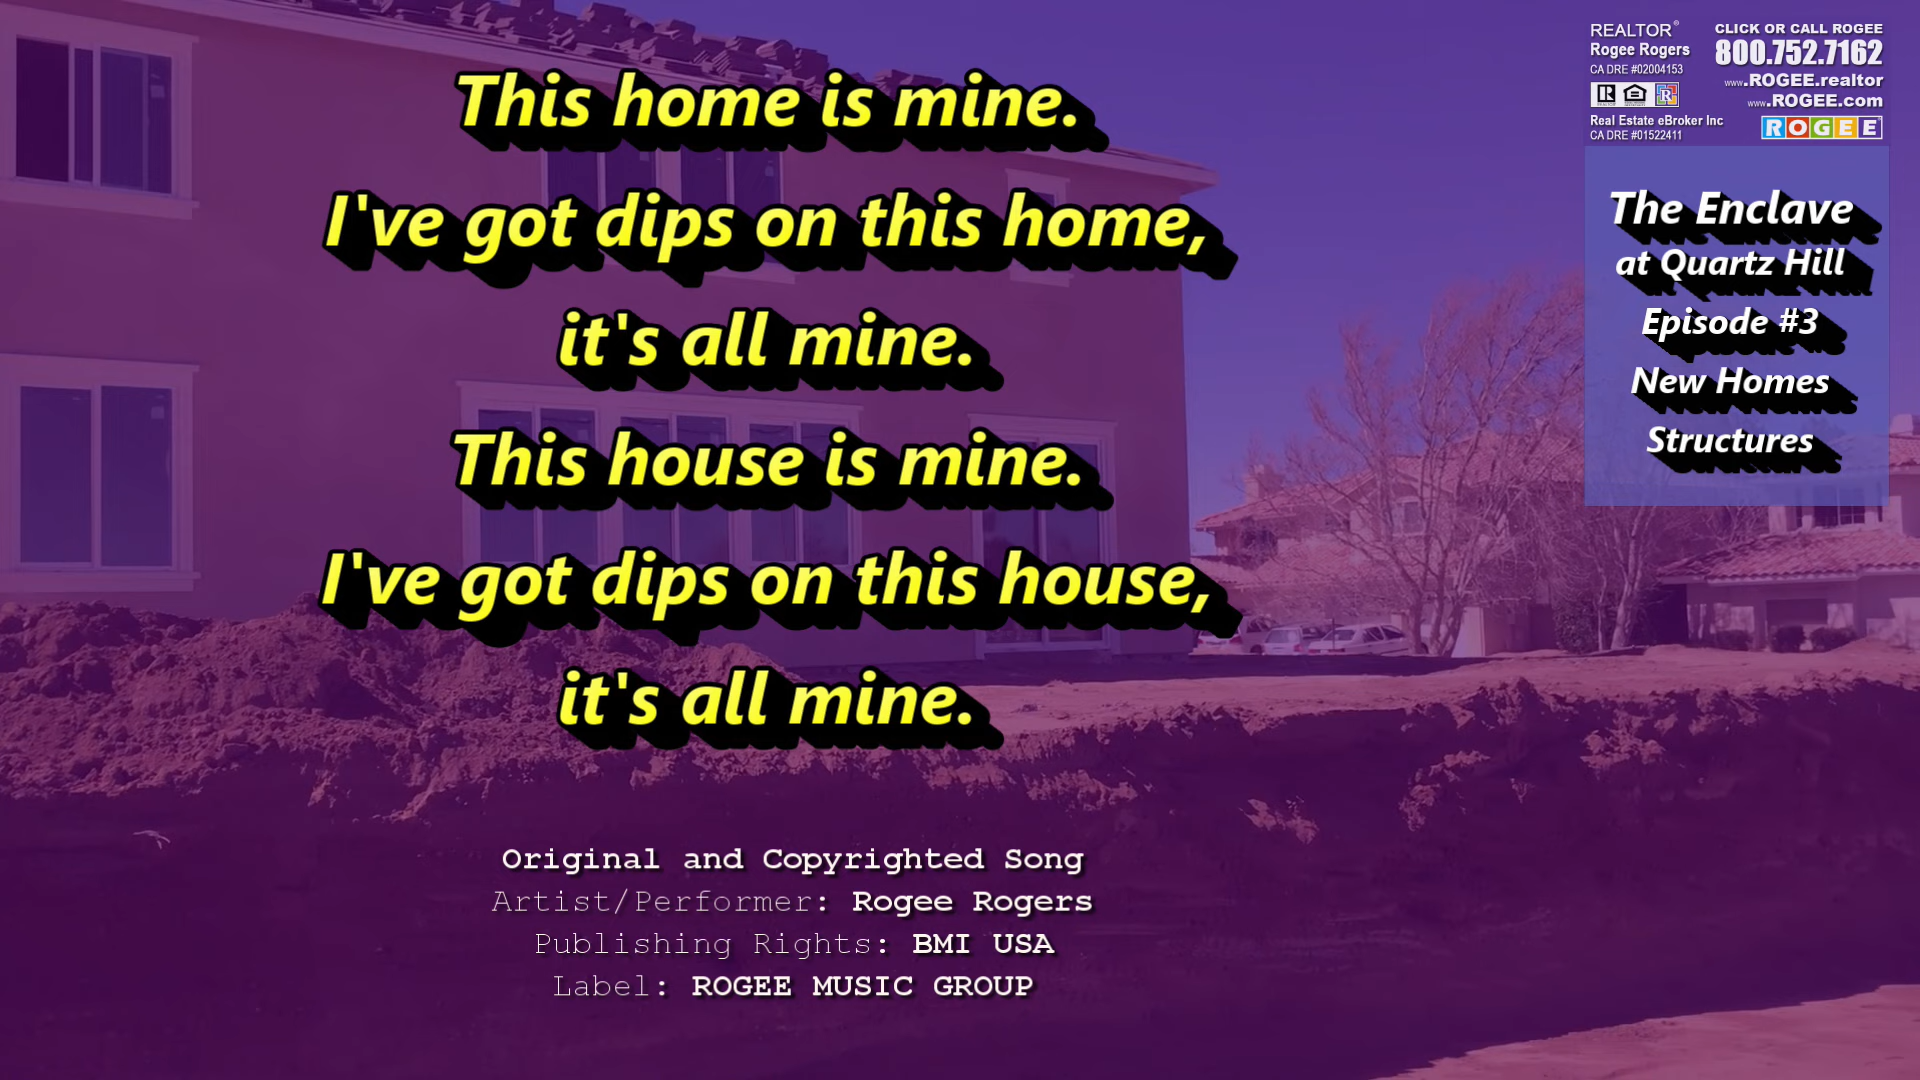 This home is mine.
I've got dips on this home,
it's all mine.
This house is mine.
I've got dips on this house,
it's all mine.
Original and Copyrighted Song
Artist/Performer: Rogee Rogers
Publishing Rights: BMI USA
Label: ROGEE MUSIC GROUP
REALTOR®
Rogee Rogers
CA DRE #02004153
Real Estate eBroker Inc
CA DRE #01522411
CLICK OR CALL ROGEE
800.752.7162
www.ROGEE.realtor
www.ROGEE.com
ROGEE
The Enclave
at Quartz Hill
Episode #3
New Homes
Structures